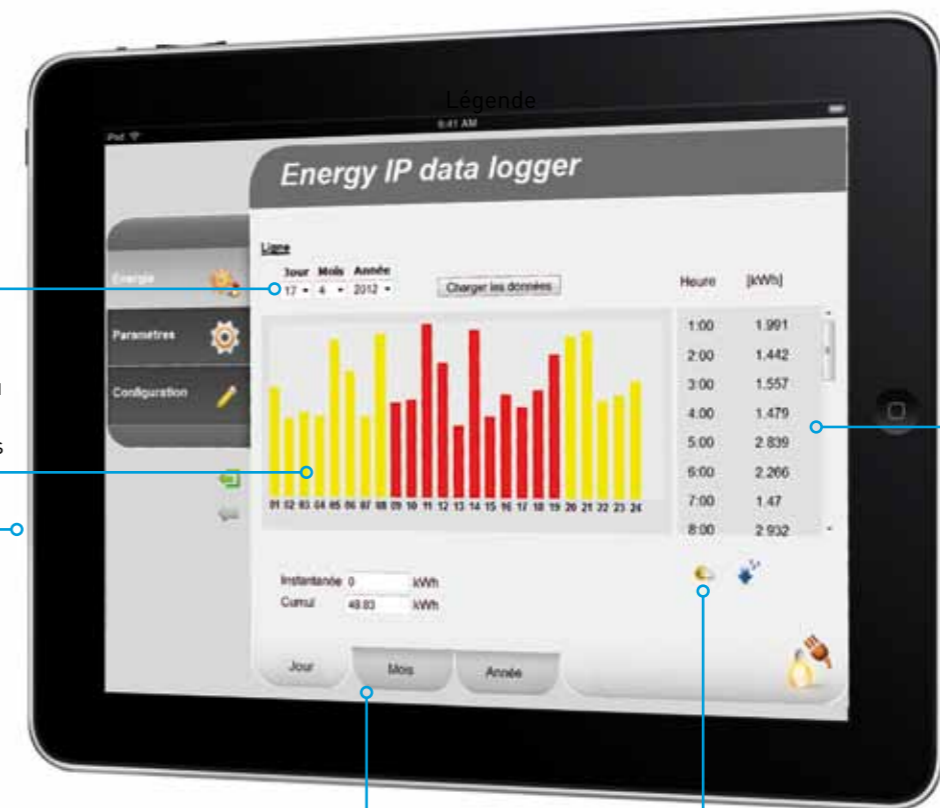 Légende
iPod
9:41 AM
Energy IP data logger
Ligne
Jour Mois Année
17 4 2012
Charger les données
Heure [kWh]
Energie
Paramètres
Configuration
1:00 1.991
2:00 1.442
3:00 1.557
4:00 1.479
5:00 2.839
6:00 2.266
7:00 1.47
8:00 2.932
01 02 03 04 05 06 07 08 09 10 11 12 13 14 15 16 17 18 19 20 21 22 23 24
Instantanée 0 kWh
Cumul 48.83 kWh
Jour Mois Année